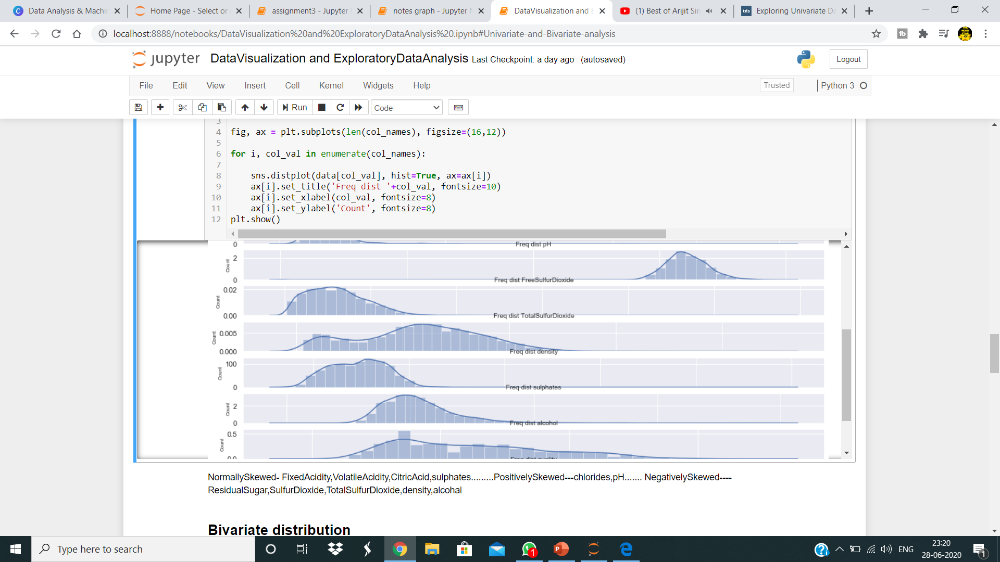 Data Analysis & Machin
Home Page - Select or
assignment3 - Jupyter
notes graph - Jupyter N
DataVisualization and E
(1) Best of Arijit Sin
tds Exploring Univariate Da
localhost:8888/notebooks/DataVisualization%20and%20ExploratoryDataAnalysis%20.ipynb#Univariate-and-Bivariate-analysis
jupyter DataVisualization and ExploratoryDataAnalysis Last Checkpoint: a day ago (autosaved)
Logout
File Edit View Insert Cell Kernel Widgets Help
Trusted Python 3
Run Code
3
4 fig, ax = plt.subplots(len(col_names), figsize=(16,12))
5
6 for i, col_val in enumerate(col_names):
7
8 sns.distplot(data[col_val], hist=True, ax=ax[i])
9 ax[i].set_title('Freq dist '+col_val, fontsize=10)
10 ax[i].set_xlabel(col_val, fontsize=8)
11 ax[i].set_ylabel('Count', fontsize=8)
12 plt.show()
0
Freq dist pH
2
Count
0
Freq dist FreeSulfurDioxide
0.02
Count
0.00
Freq dist TotalSulfurDioxide
0.005
Count
0.000
Freq dist density
100
Count
0
Freq dist sulphates
2
Count
0
Freq dist alcohol
0.5
Count
0.0
Freq dist quality
NormallySkewed- FixedAcidity,VolatileAcidity,CitricAcid,sulphates.........PositivelySkewed---chlorides,pH....... NegativelySkewed----
ResidualSugar,SulfurDioxide,TotalSulfurDioxide,density,alcohal
Bivariate distribution
Type here to search
1
ENG
23:20
28-06-2020
1